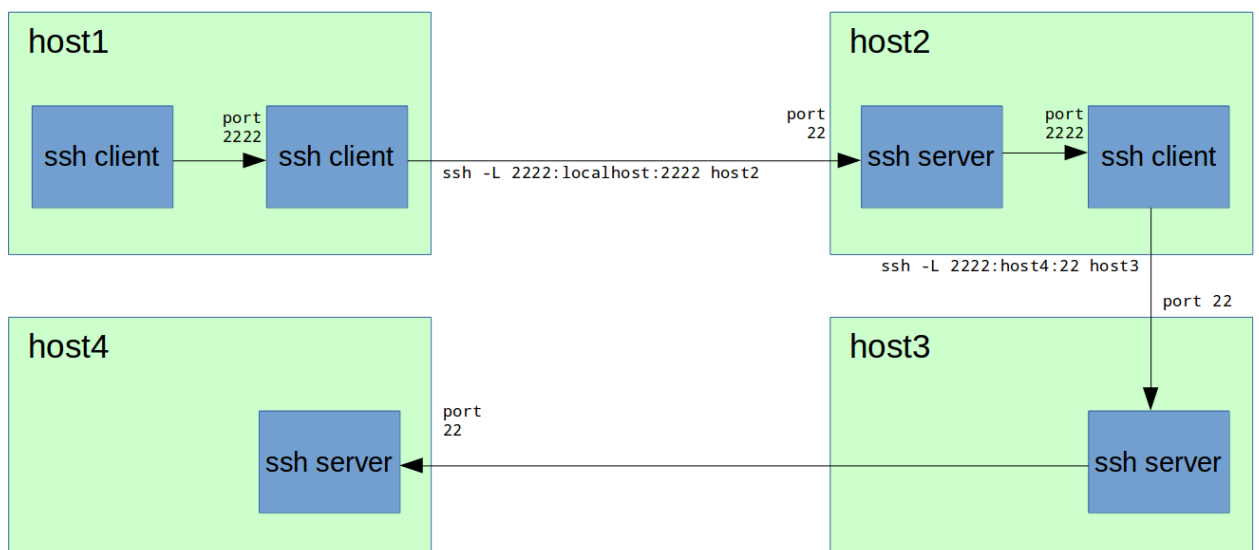 host1
host2
port
2222
ssh client
ssh client
ssh -L 2222:localhost:2222 host2
port
22
ssh server
port
2222
ssh client
ssh -L 2222:host4:22 host3
port 22
host4
host3
port
22
ssh server
ssh server